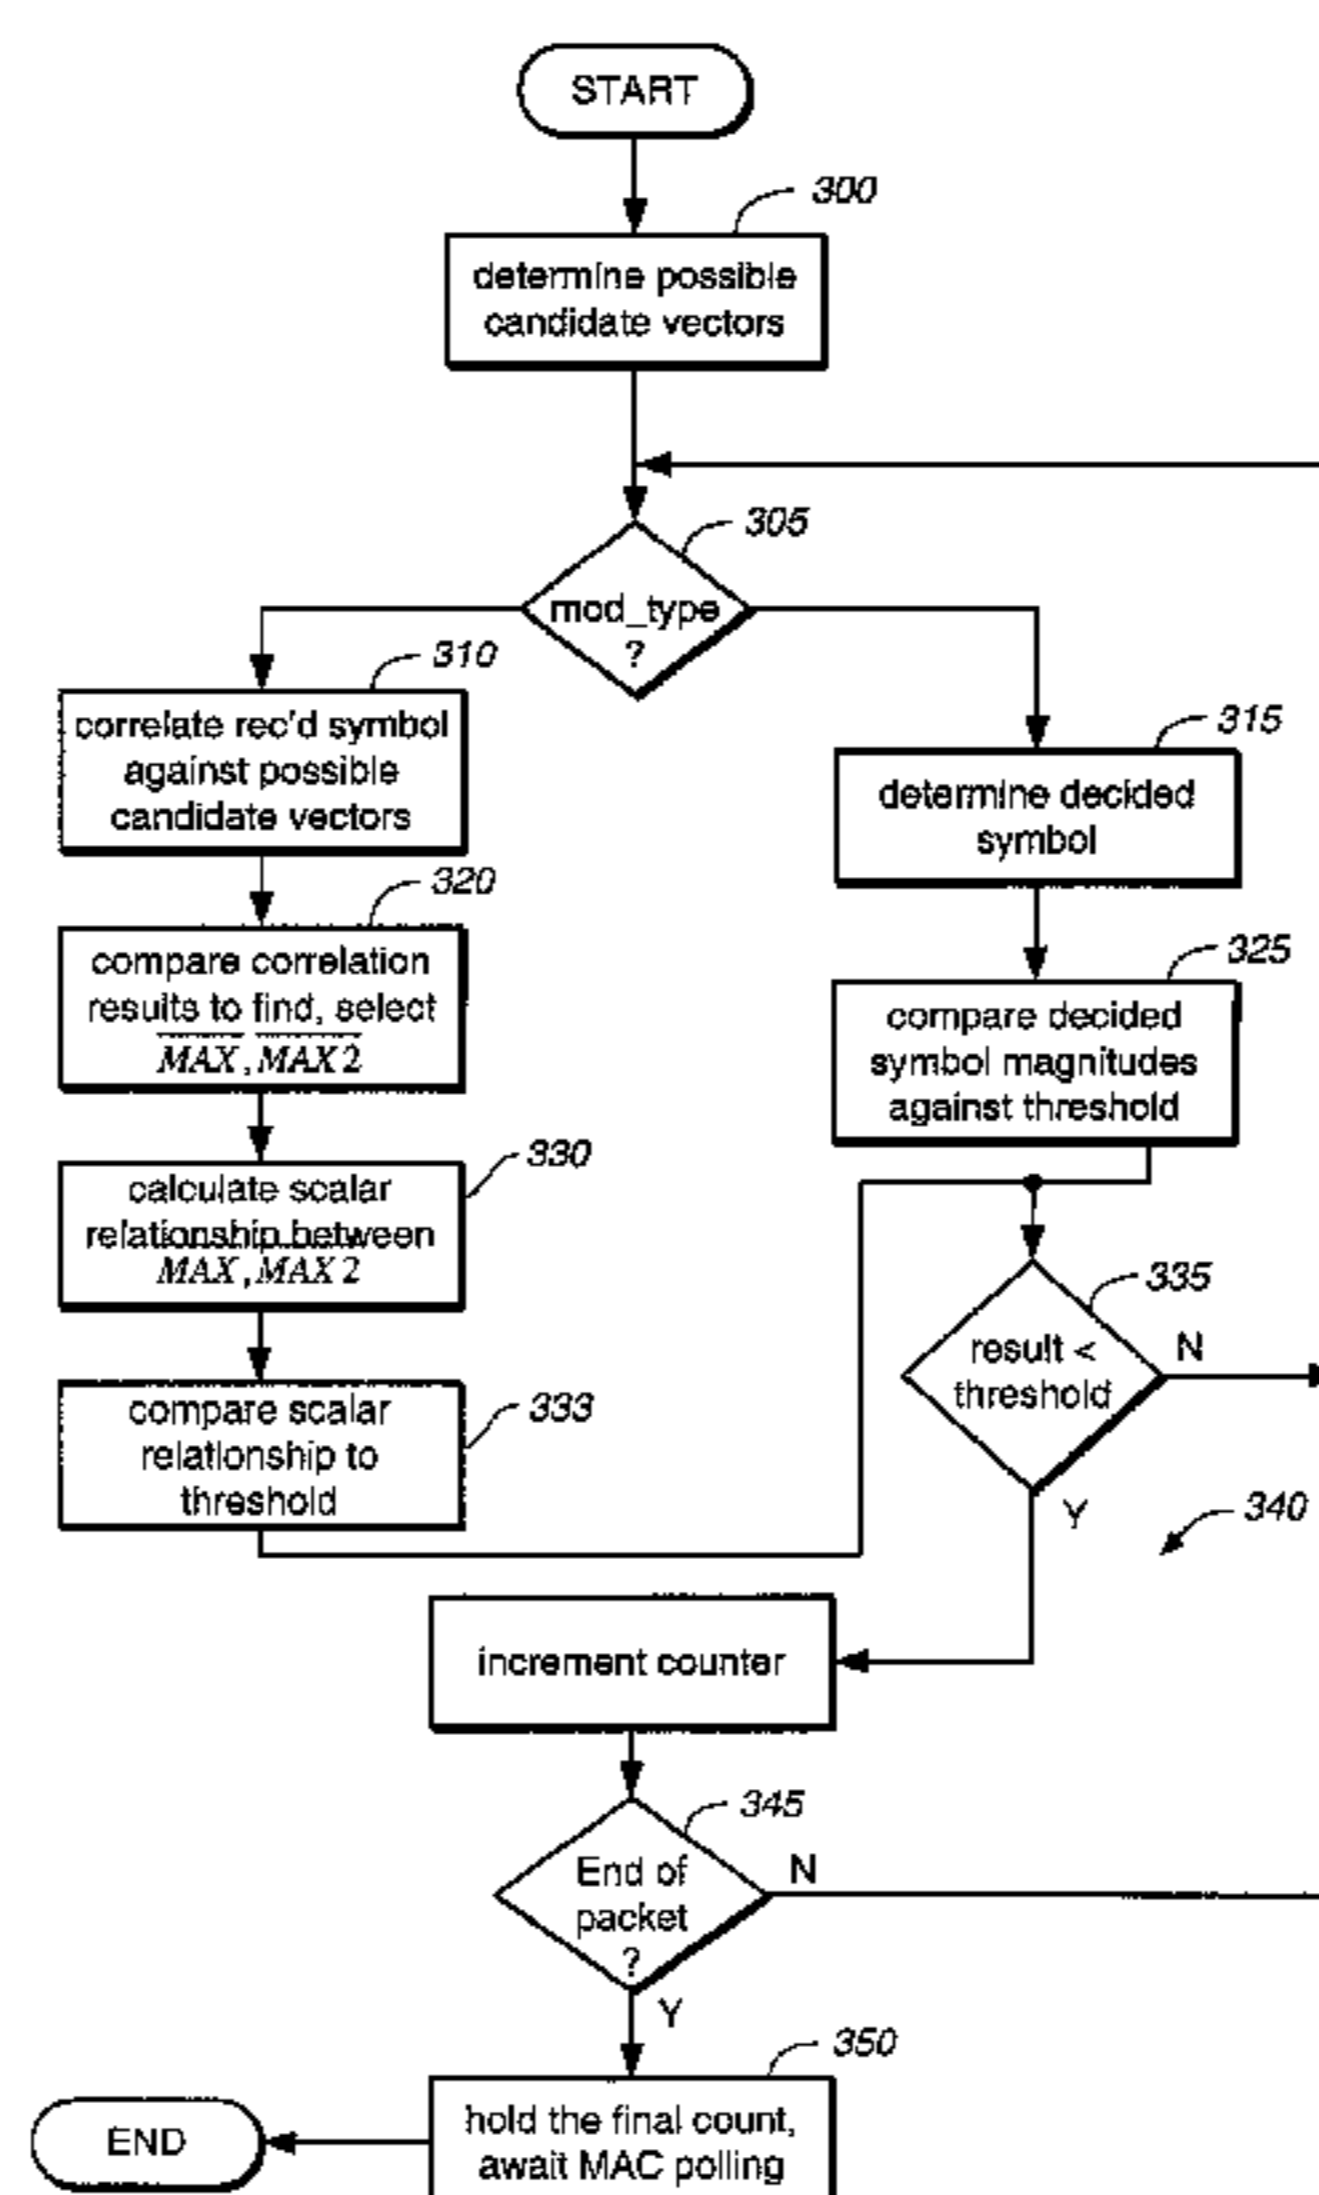 START
300
determine possible
candidate vectors
305
mod_type
?
310
correlate rec'd symbol
against possible
candidate vectors
315
determine decided
symbol
320
compare correlation
results to find, select
MAX, MAX2
325
compare decided
symbol magnitudes
against threshold
330
calculate scalar
relationship between
MAX, MAX2
335
result <
threshold
N
Y
333
compare scalar
relationship to
threshold
340
increment counter
345
End of
packet
?
N
Y
350
hold the final count,
await MAC polling
END